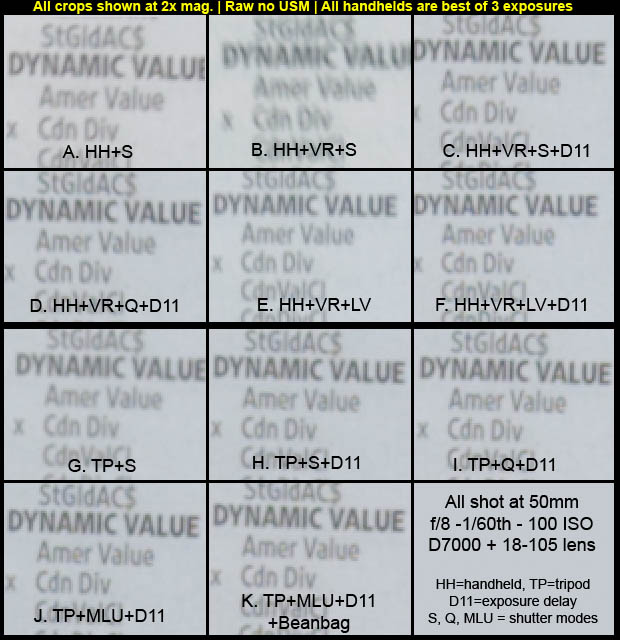 All crops shown at 2x mag. | Raw no USM | All handhelds are best of 3 exposures
StGldAC$
DYNAMIC VALUE
Amer Value
x Cdn Div
A. HH+S
StGldAC$
DYNAMIC VALU
Amer Value
x Cdn Div
B. HH+VR+S
StGldAC$
DYNAMIC VALUE
Amer Value
x Cdn Div
CdnValCl
C. HH+VR+S+D11
StGldAC$
DYNAMIC VALUE
Amer Value
x Cdn Div
D. HH+VR+Q+D11
StGldAC$
DYNAMIC VALUE
Amer Value
x Cdn Div
CdnValCl
E. HH+VR+LV
StGldAC$
DYNAMIC VALUE
Amer Value
x Cdn Div
CdnValCl
F. HH+VR+LV+D11
StGldAC$
DYNAMIC VALUE
Amer Value
x Cdn Div
CdnValCl
G. TP+S
StGldAC$
DYNAMIC VALUE
Amer Value
x Cdn Div
CdnValCl
H. TP+S+D11
StGldAC$
DYNAMIC VALUE
Amer Value
x Cdn Div
CdnValCl
I. TP+Q+D11
StGldAC$
DYNAMIC VALUE
Amer Value
x Cdn Div
CdnValCl
J. TP+MLU+D11
StGldAC$
DYNAMIC VALUE
Amer Value
x Cdn Div
K. TP+MLU+D11
+Beanbag
All shot at 50mm
f/8 -1/60th - 100 ISO
D7000 + 18-105 lens
HH=handheld, TP=tripod
D11=exposure delay
S, Q, MLU = shutter modes